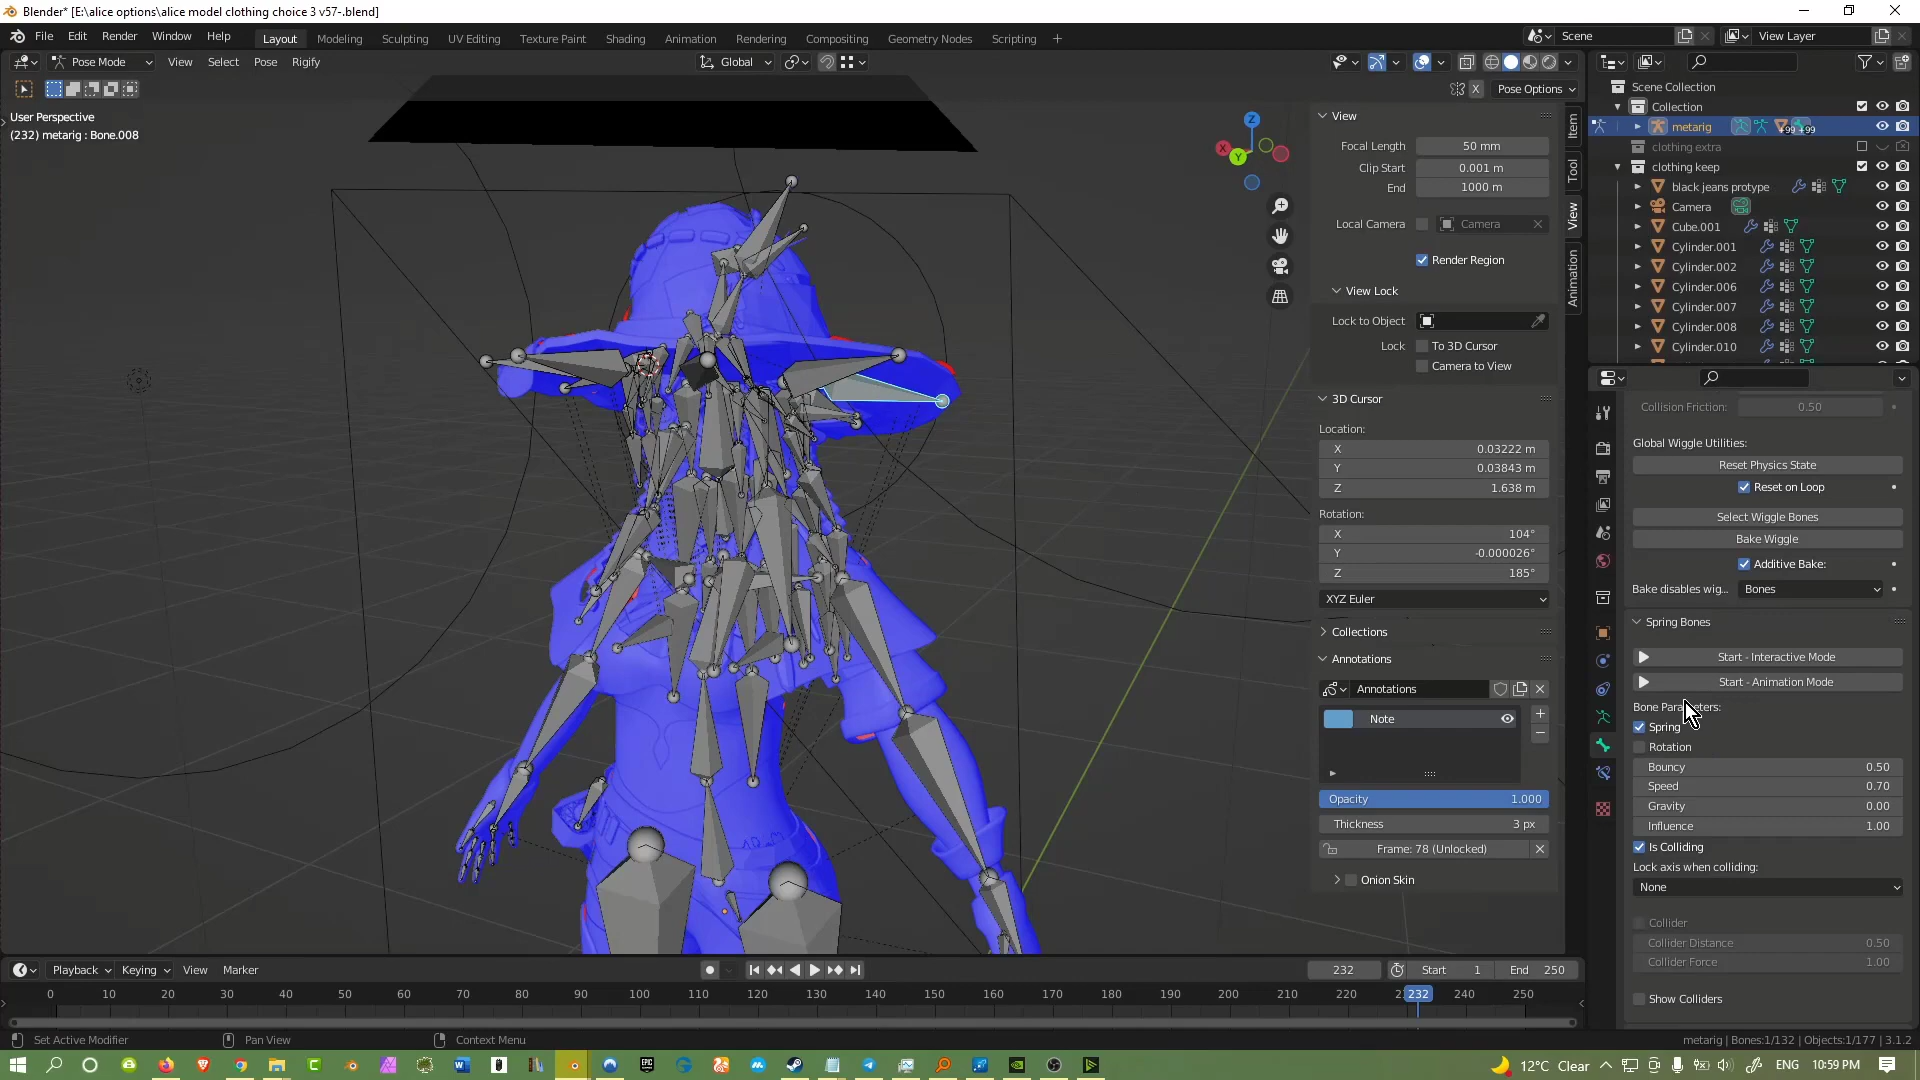 Blender* [E:\alice options\alice model clothing choice 3 v57-.blend]
File Edit Render Window Help
Layout Modeling Sculpting UV Editing Texture Paint Shading Animation Rendering Compositing Geometry Nodes Scripting
Scene
View Layer
Pose Mode View Select Pose Rigify
Global
X Pose Options
User Perspective
(232) metarig : Bone.008
Z
X
Y
Item
Tool
View
Animation
View
Focal Length 50 mm
Clip Start 0.001 m
End 1000 m
Local Camera Camera
Render Region
View Lock
Lock to Object
Lock To 3D Cursor
Camera to View
3D Cursor
Location:
X 0.03222 m
Y 0.03843 m
Z 1.638 m
Rotation:
X 104°
Y -0.000026°
Z 185°
XYZ Euler
Collections
Annotations
Annotations
Note
Opacity 1.000
Thickness 3 px
Frame: 78 (Unlocked)
Onion Skin
Scene Collection
Collection
metarig +99 +99
clothing extra
clothing keep
black jeans protype
Camera
Cube.001
Cylinder.001
Cylinder.002
Cylinder.006
Cylinder.007
Cylinder.008
Cylinder.010
Collision Friction: 0.50
Global Wiggle Utilities:
Reset Physics State
Reset on Loop
Select Wiggle Bones
Bake Wiggle
Additive Bake:
Bake disables wig... Bones
Spring Bones
Start - Interactive Mode
Start - Animation Mode
Spring
Rotation
Bouncy 0.50
Speed 0.70
Gravity 0.00
Influence 1.00
Is Colliding
Lock axis when colliding:
None
Collider
Collider Distance 0.50
Collider Force 1.00
Show Colliders
Playback Keying View Marker
232 Start 1 End 250
0 10 20 30 40 50 60 70 80 90 100 110 120 130 140 150 160 170 180 190 200 210 220 232 240 250
Set Active Modifier Pan View Context Menu
metarig | Bones:1/132 | Objects:1/177 | 3.1.2
12°C Clear ENG 10:59 PM